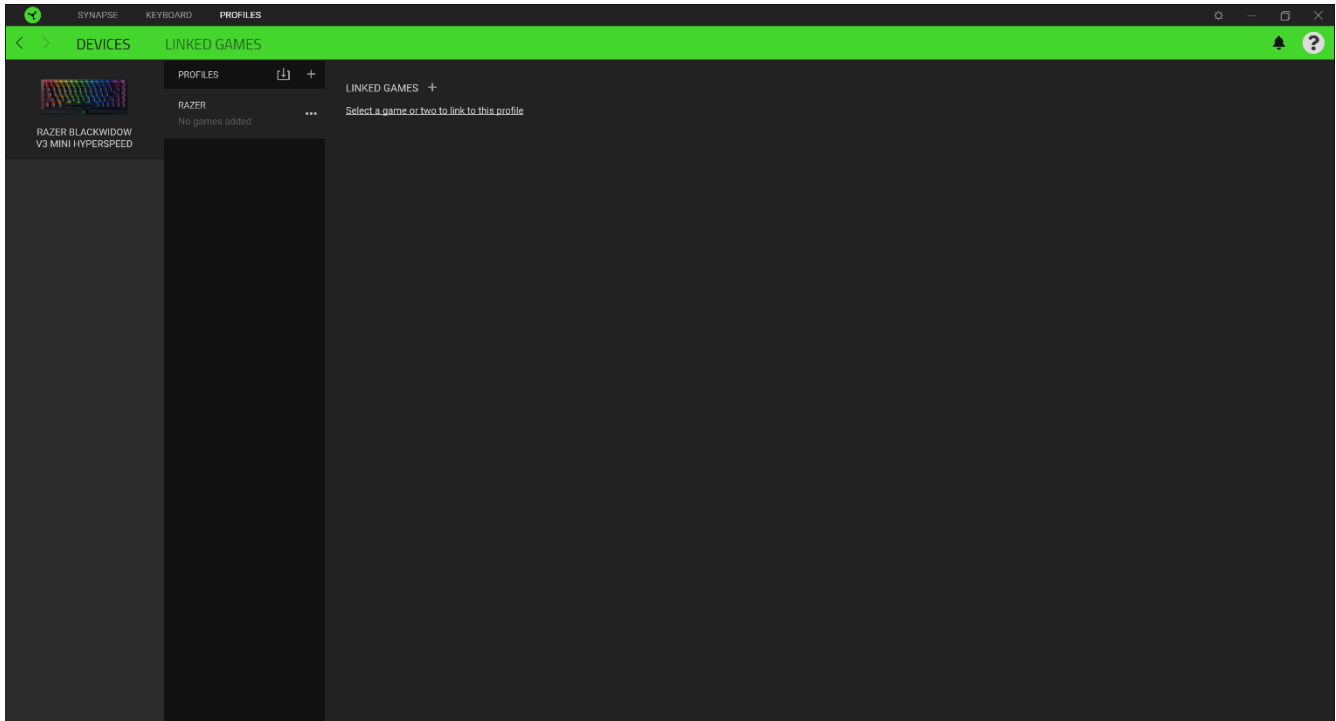 SYNAPSE KEYBOARD PROFILES
DEVICES LINKED GAMES
RAZER BLACKWIDOW
V3 MINI HYPERSPEED
PROFILES
RAZER
No games added
LINKED GAMES
Select a game or two to link to this profile